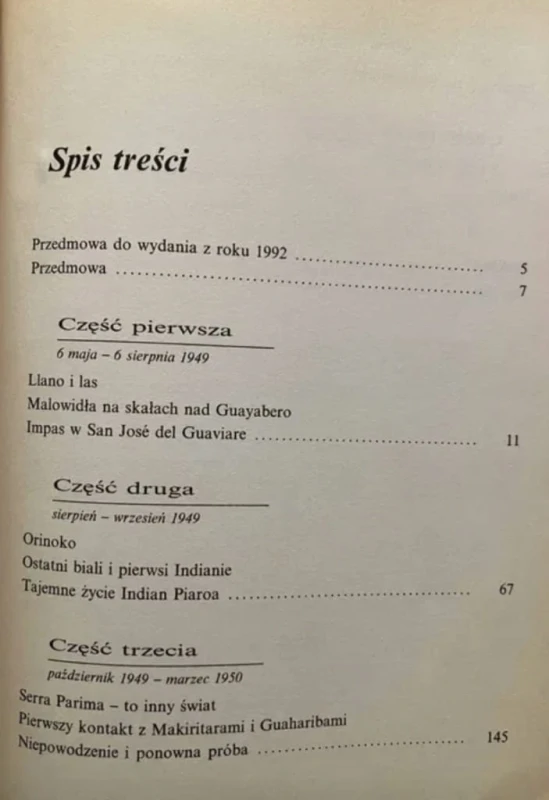 Spis treści
Przedmowa do wydania z roku 1992 ........................ 5
Przedmowa ................................................ 7
Część pierwsza
6 maja – 6 sierpnia 1949
Llano i las
Malowidła na skałach nad Guayabero
Impas w San José del Guaviare ............................ 11
Część druga
sierpień – wrzesień 1949
Orinoko
Ostatni biali i pierwsi Indianie
Tajemne życie Indian Piaroa .............................. 67
Część trzecia
październik 1949 – marzec 1950
Serra Parima – to inny świat
Pierwszy kontakt z Makiritarami i Guaharibami
Niepowodzenie i ponowna próba ............................ 145